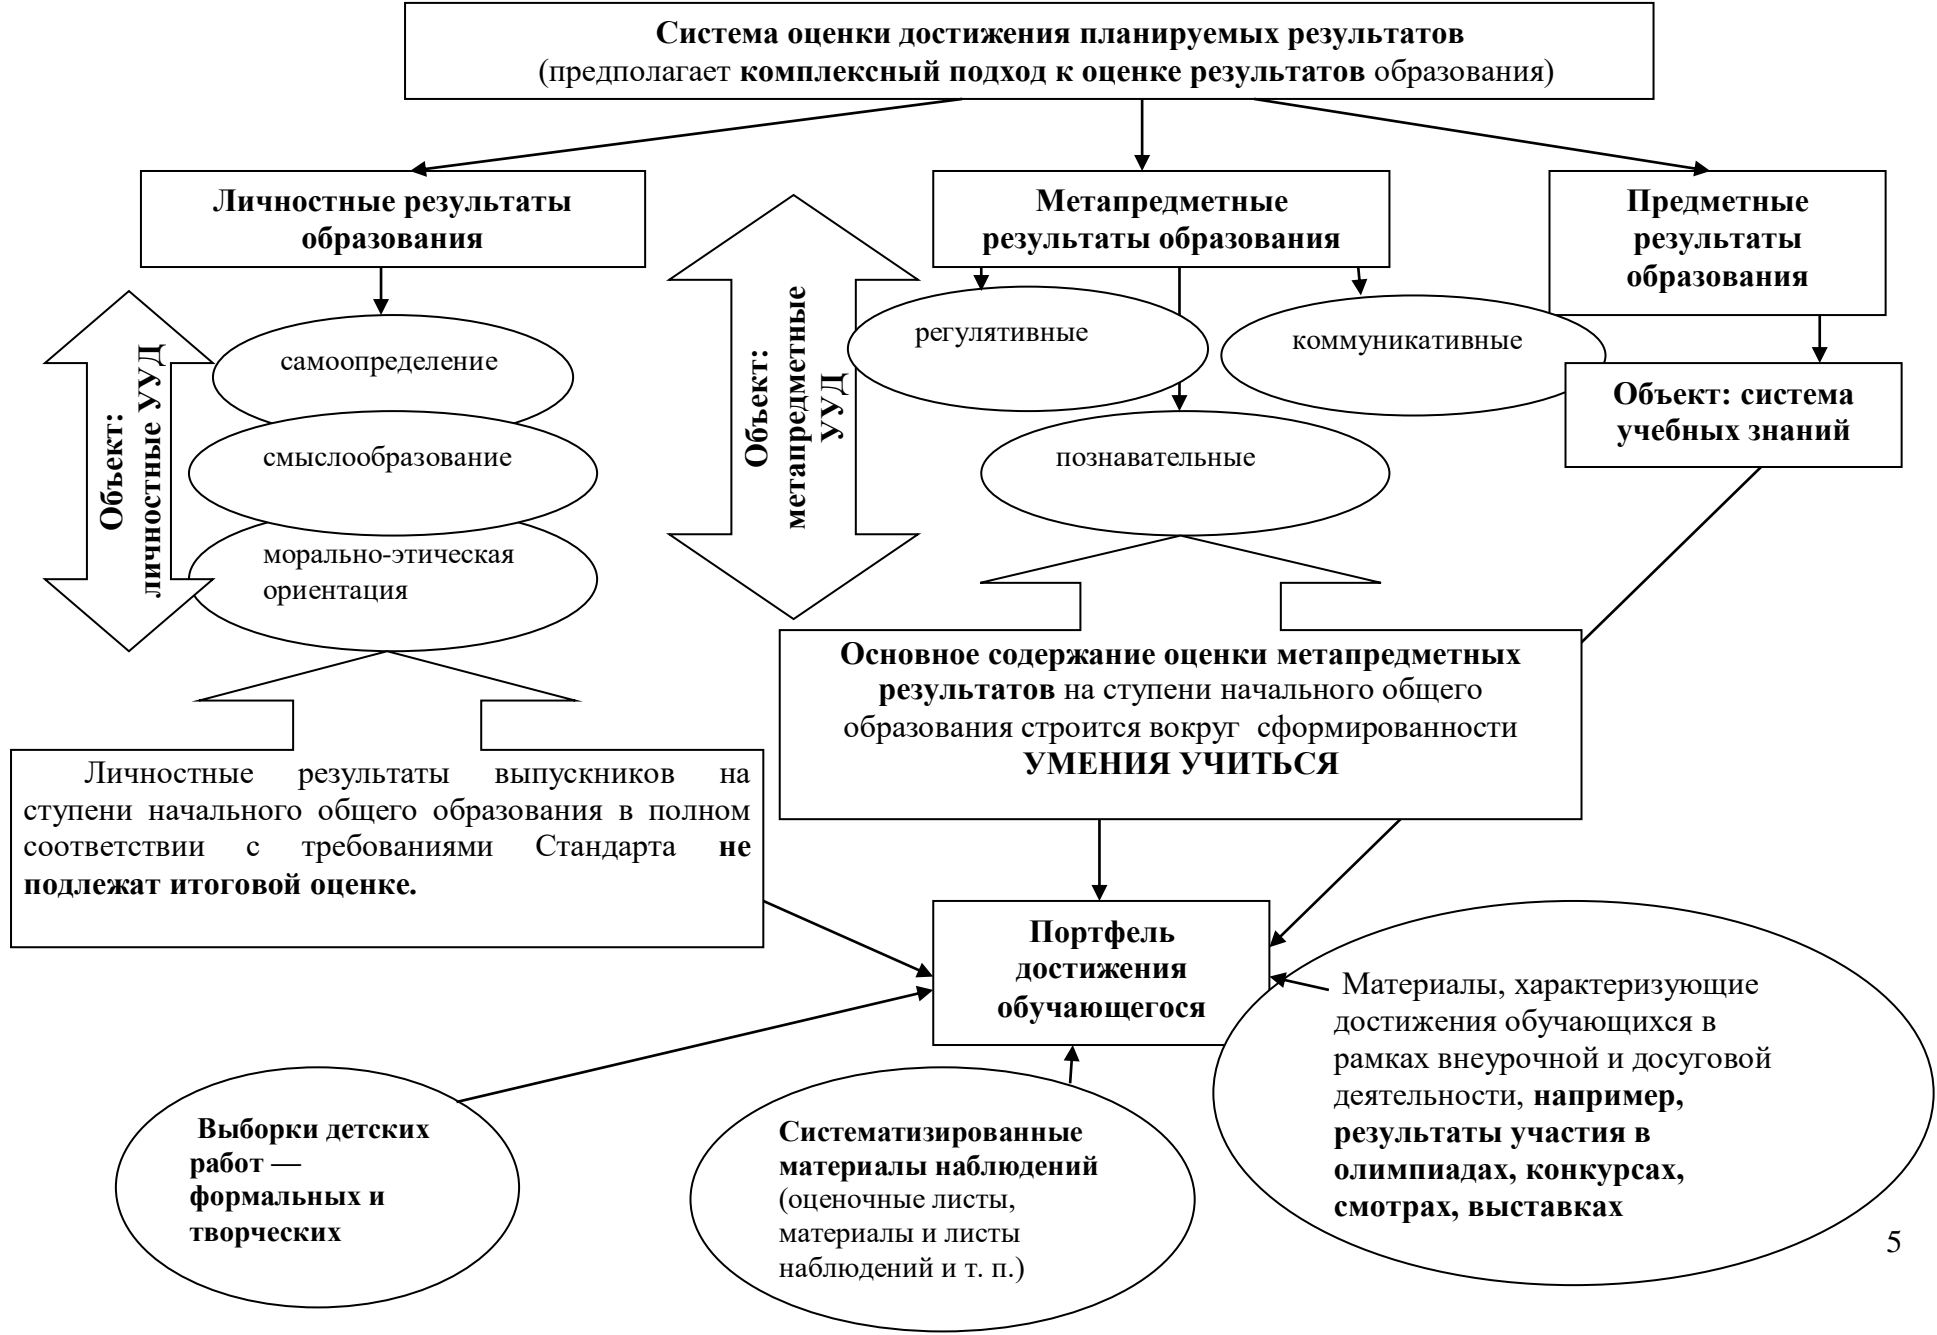 Система оценки достижения планируемых результатов
(предполагает комплексный подход к оценке результатов образования)
Личностные результаты
образования
Метапредметные
результаты образования
Предметные
результаты
образования
Объект:
личностные УУД
самоопределение
смыслообразование
морально-этическая
ориентация
Объект:
метапредметные
УУД
регулятивные
коммуникативные
познавательные
Объект: система
учебных знаний
Основное содержание оценки метапредметных
результатов на ступени начального общего
образования строится вокруг сформированности
УМЕНИЯ УЧИТЬСЯ
Личностные результаты выпускников на
ступени начального общего образования в полном
соответствии с требованиями Стандарта не
подлежат итоговой оценке.
Портфель
достижения
обучающегося
Выборки детских
работ —
формальных и
творческих
Систематизированные
материалы наблюдений
(оценочные листы,
материалы и листы
наблюдений и т. п.)
Материалы, характеризующие
достижения обучающихся в
рамках внеурочной и досуговой
деятельности, например,
результаты участия в
олимпиадах, конкурсах,
смотрах, выставках
5